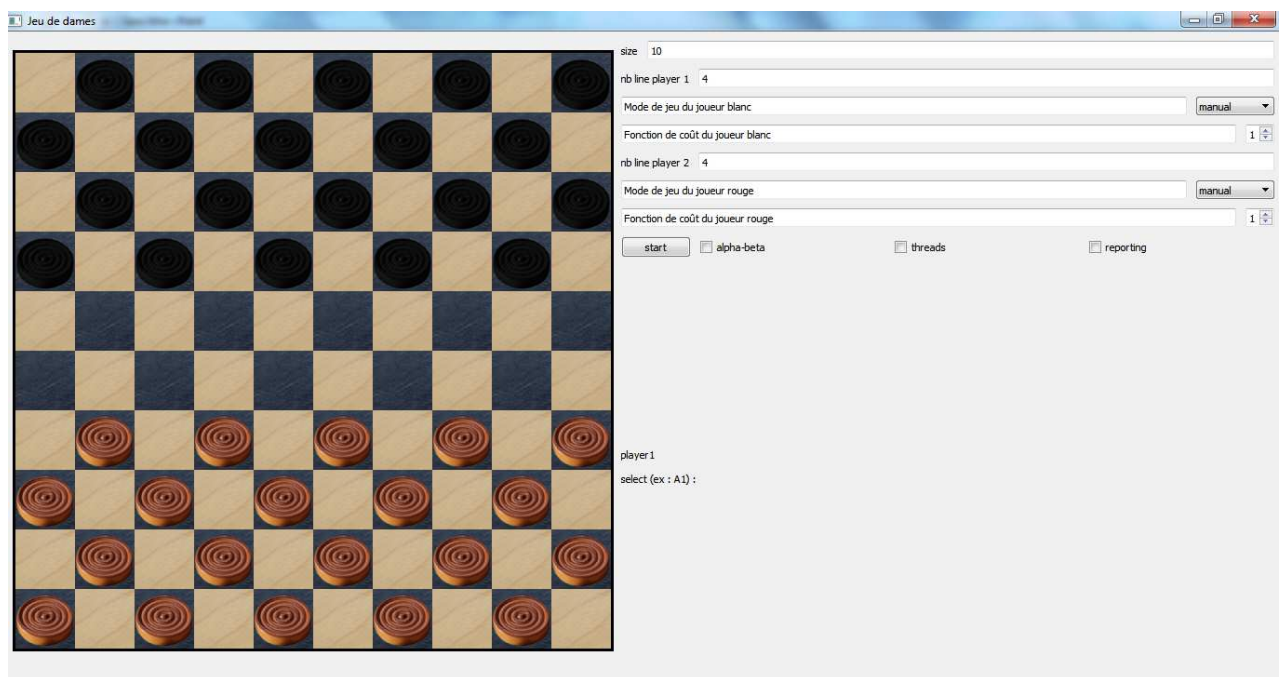 Jeu de dames
size 10
nb line player 1 4
Mode de jeu du joueur blanc manual
Fonction de coût du joueur blanc 1
nb line player 2 4
Mode de jeu du joueur rouge manual
Fonction de coût du joueur rouge 1
start alpha-beta threads reporting
player1
select (ex : A1) :